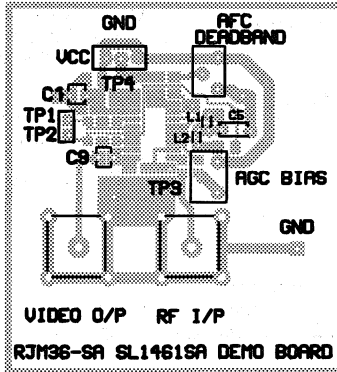 GND
AFC
DEADBAND
VCC
TP4
C1
TP1
TP2
L1
C5
L2
C9
TP3
AGC BIAS
GND
VIDEO O/P RF I/P
RJM36-SA SL1461SA DEMO BOARD